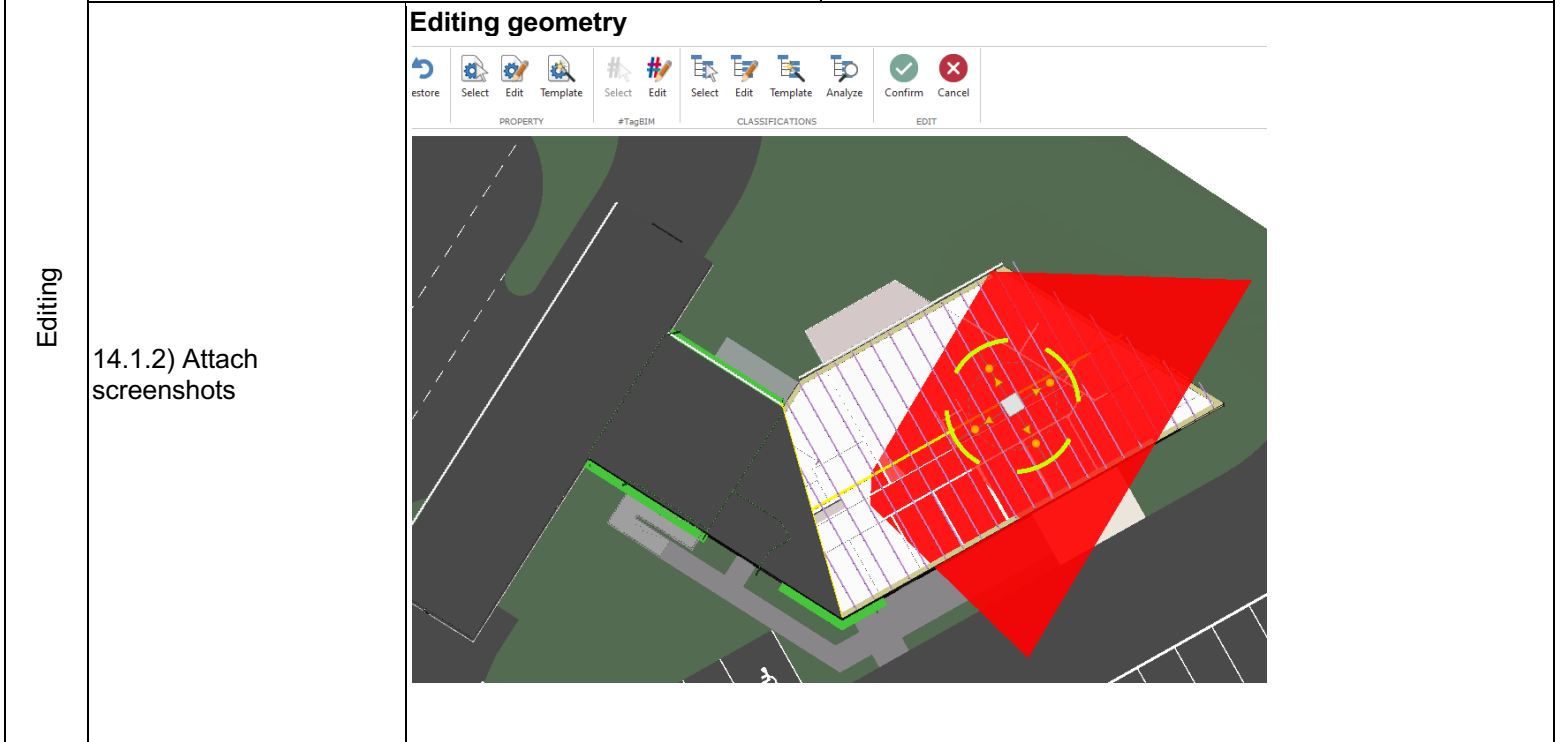 Editing
14.1.2) Attach
screenshots
Editing geometry
estore Select Edit Template Select Edit Select Edit Template Analyze Confirm Cancel
PROPERTY #TagBIM CLASSIFICATIONS EDIT